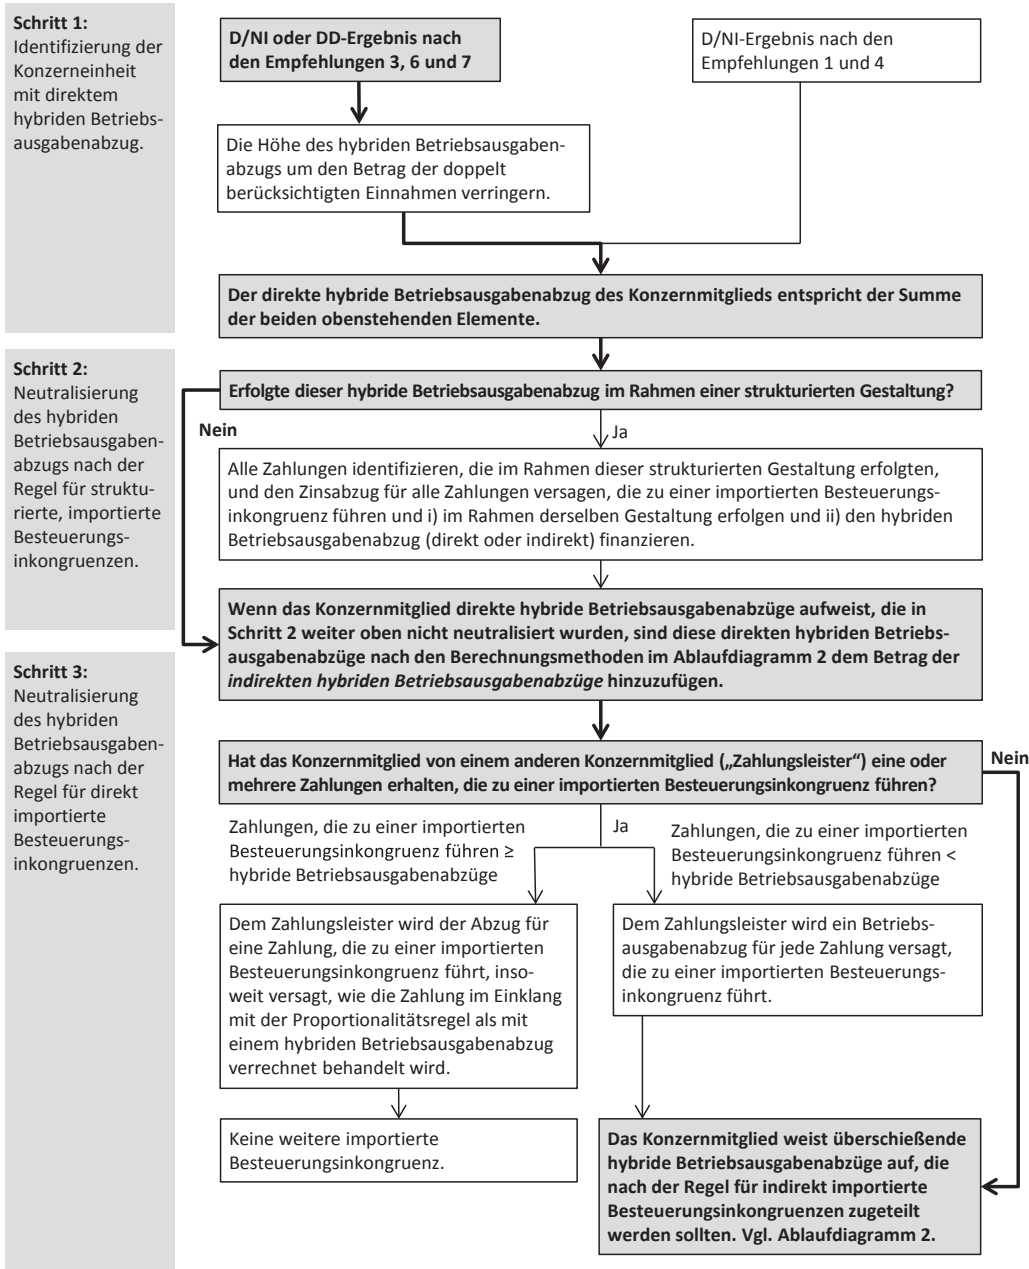 Schritt 1:
Identifizierung der
Konzerneinheit
mit direktem
hybriden Betriebs-
ausgabenabzug.
D/NI oder DD-Ergebnis nach
den Empfehlungen 3, 6 und 7
D/NI-Ergebnis nach den
Empfehlungen 1 und 4
Die Höhe des hybriden Betriebsausgaben-
abzugs um den Betrag der doppelt
berücksichtigten Einnahmen verringern.
Der direkte hybride Betriebsausgabenabzug des Konzernmitglieds entspricht der Summe
der beiden obenstehenden Elemente.
Schritt 2:
Neutralisierung
des hybriden
Betriebsausgaben-
abzugs nach der
Regel für struktu-
rierte, importierte
Besteuerungs-
inkongruenzen.
Erfolgte dieser hybride Betriebsausgabenabzug im Rahmen einer strukturierten Gestaltung?
Nein
Ja
Alle Zahlungen identifizieren, die im Rahmen dieser strukturierten Gestaltung erfolgten,
und den Zinsabzug für alle Zahlungen versagen, die zu einer importierten Besteuerungs-
inkongruenz führen und i) im Rahmen derselben Gestaltung erfolgen und ii) den hybriden
Betriebsausgabenabzug (direkt oder indirekt) finanzieren.
Wenn das Konzernmitglied direkte hybride Betriebsausgabenabzüge aufweist, die in
Schritt 2 weiter oben nicht neutralisiert wurden, sind diese direkten hybriden Betriebs-
ausgabenabzüge nach den Berechnungsmethoden im Ablaufdiagramm 2 dem Betrag der
indirekten hybriden Betriebsausgabenabzüge hinzuzufügen.
Schritt 3:
Neutralisierung
des hybriden
Betriebsausgaben-
abzugs nach der
Regel für direkt
importierte
Besteuerungs-
inkongruenzen.
Hat das Konzernmitglied von einem anderen Konzernmitglied („Zahlungsleister“) eine oder
mehrere Zahlungen erhalten, die zu einer importierten Besteuerungsinkongruenz führen?
Nein
Ja
Zahlungen, die zu einer importierten
Besteuerungsinkongruenz führen ≥
hybride Betriebsausgabenabzüge
Zahlungen, die zu einer importierten
Besteuerungsinkongruenz führen <
hybride Betriebsausgabenabzüge
Dem Zahlungsleister wird der Abzug für
eine Zahlung, die zu einer importierten
Besteuerungsinkongruenz führt, inso-
weit versagt, wie die Zahlung im Einklang
mit der Proportionalitätsregel als mit
einem hybriden Betriebsausgabenabzug
verrechnet behandelt wird.
Dem Zahlungsleister wird ein Betriebs-
ausgabenabzug für jede Zahlung versagt,
die zu einer importierten Besteuerungs-
inkongruenz führt.
Keine weitere importierte
Besteuerungsinkongruenz.
Das Konzernmitglied weist überschießende
hybride Betriebsausgabenabzüge auf, die
nach der Regel für indirekt importierte
Besteuerungsinkongruenzen zugeteilt
werden sollten. Vgl. Ablaufdiagramm 2.